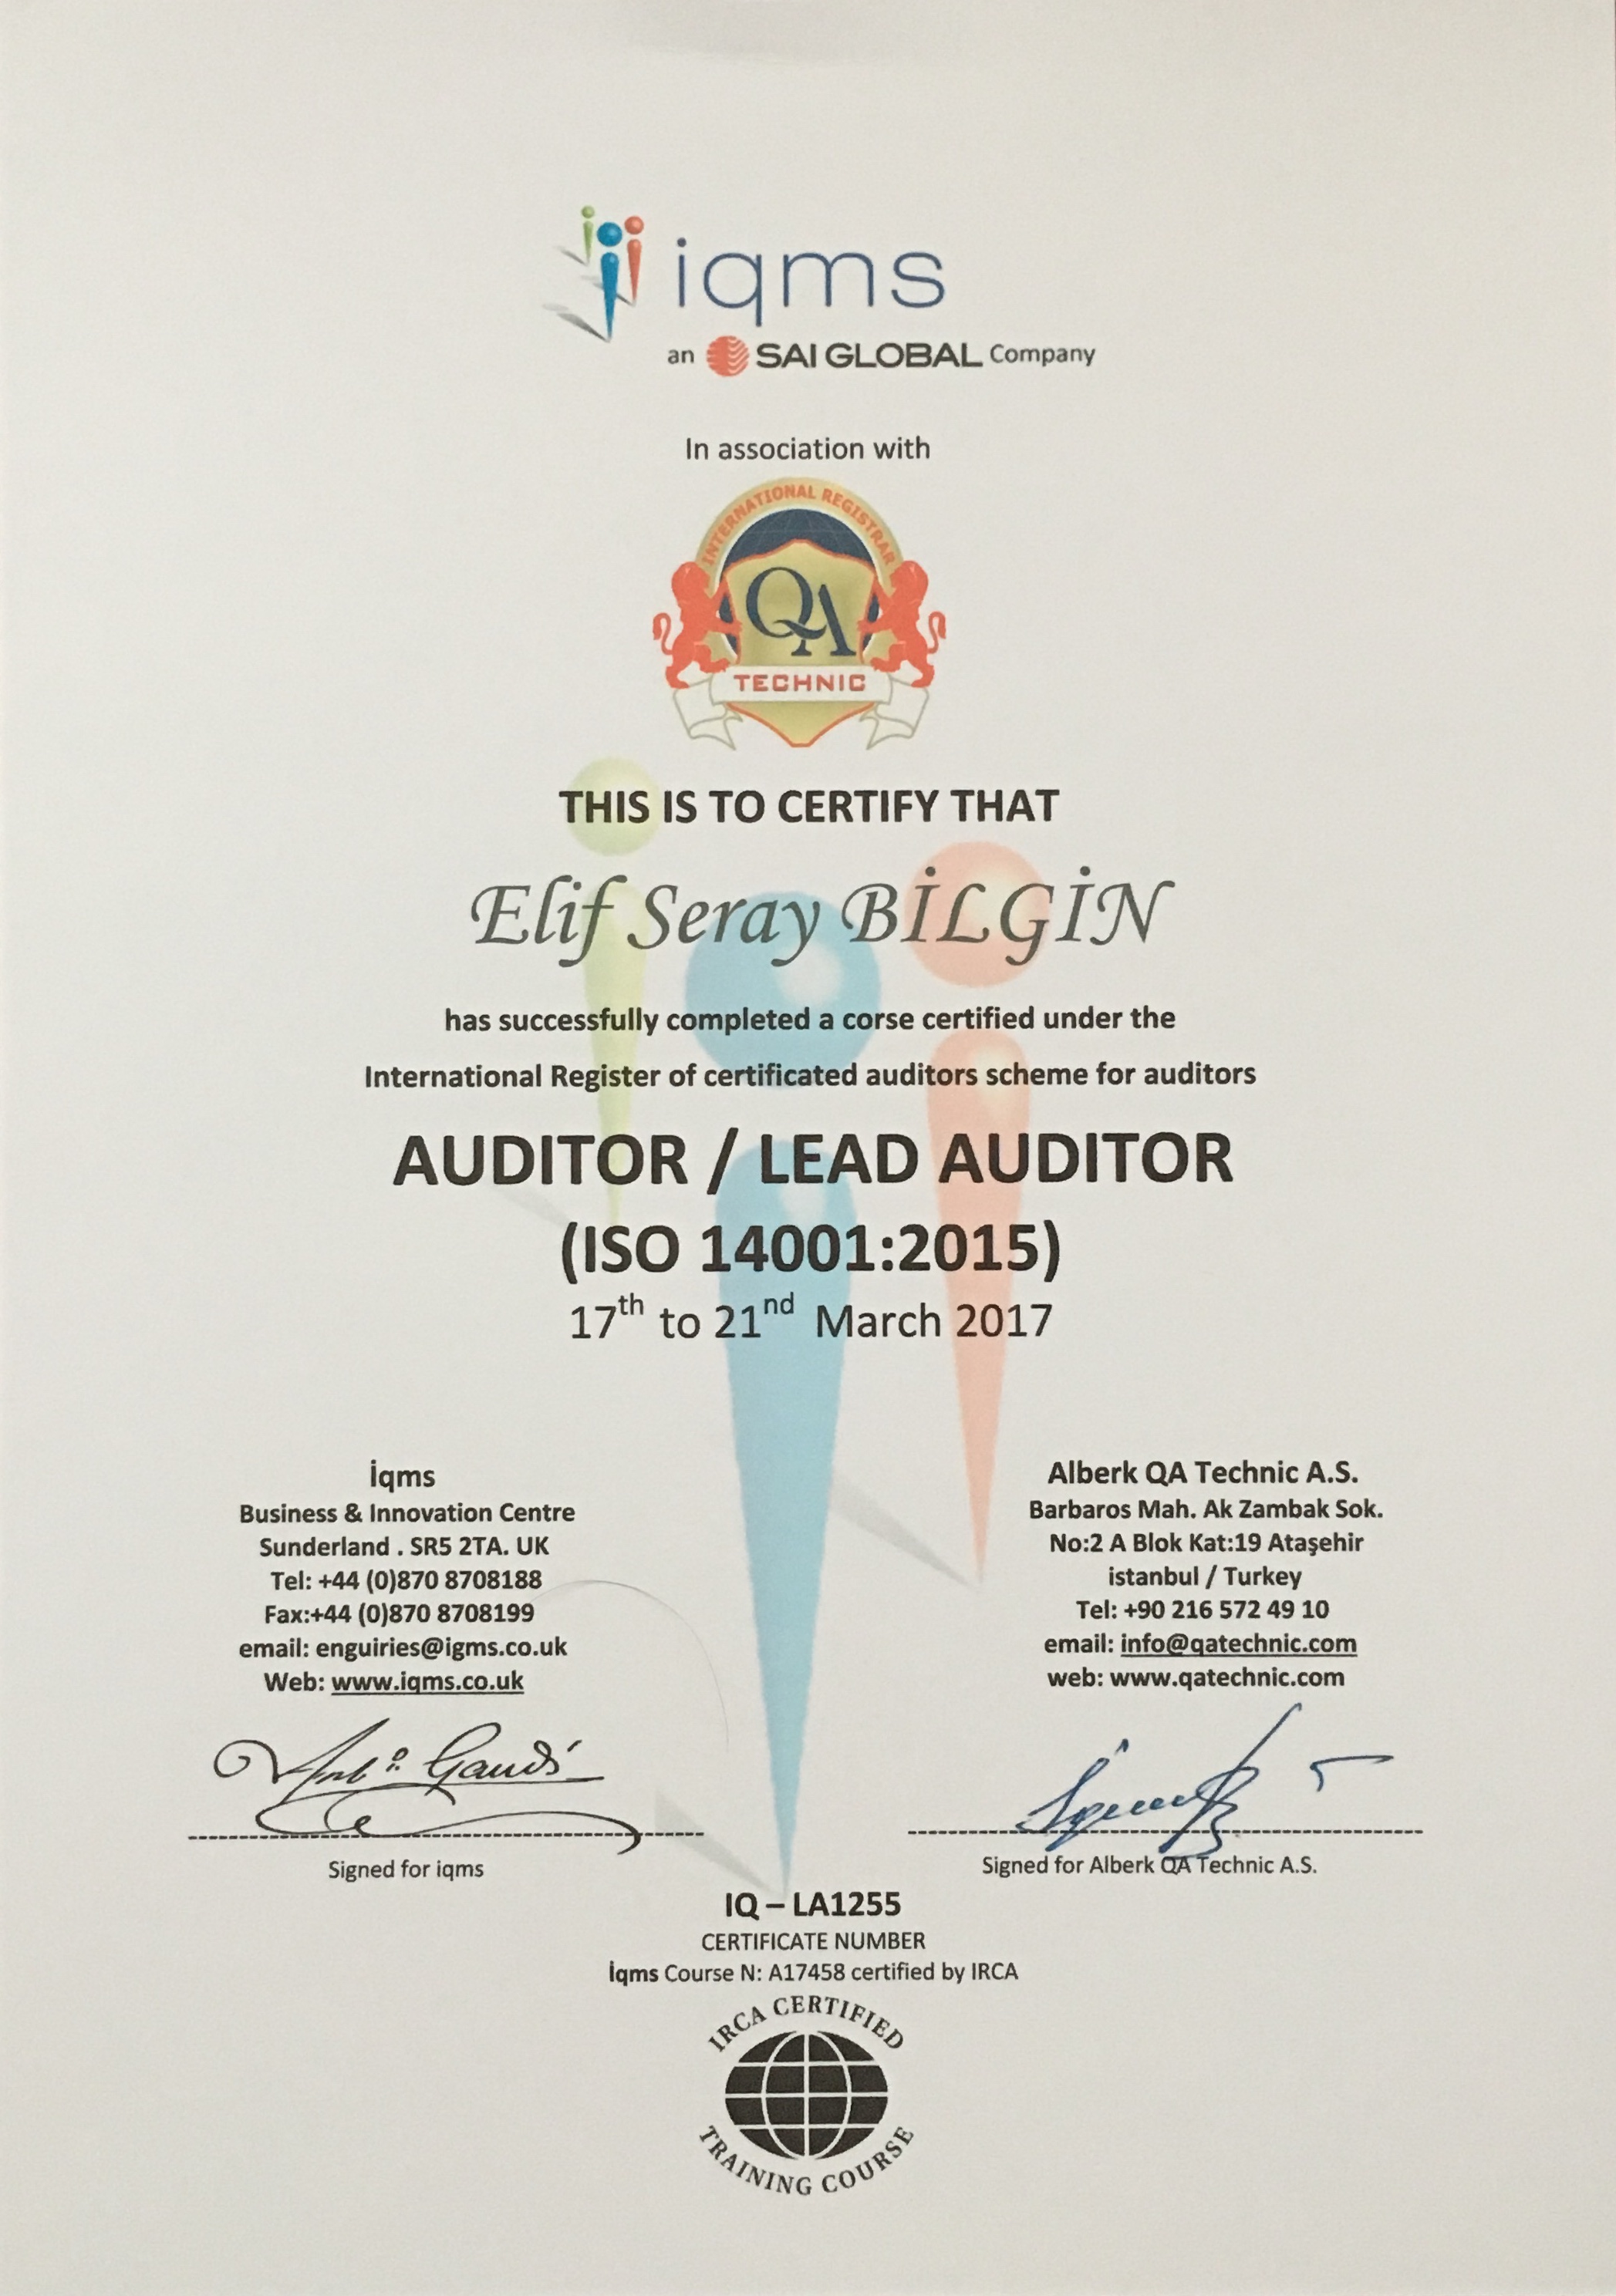 iqms
an SAI GLOBAL Company
In association with
INTERNATIONAL REGISTRAR
QA
TECHNIC
THIS IS TO CERTIFY THAT
Elif Seray BİLGİN
has successfully completed a corse certified under the
International Register of certificated auditors scheme for auditors
AUDITOR / LEAD AUDITOR
(ISO 14001:2015)
17th to 21nd March 2017
İqms
Business & Innovation Centre
Sunderland . SR5 2TA. UK
Tel: +44 (0)870 8708188
Fax:+44 (0)870 8708199
email: enguiries@igms.co.uk
Web: www.iqms.co.uk
Signed for iqms
Alberk QA Technic A.S.
Barbaros Mah. Ak Zambak Sok.
No:2 A Blok Kat:19 Ataşehir
istanbul / Turkey
Tel: +90 216 572 49 10
email: info@qatechnic.com
web: www.qatechnic.com
Signed for Alberk QA Technic A.S.
IQ – LA1255
CERTIFICATE NUMBER
İqms Course N: A17458 certified by IRCA
IRCA CERTIFIED
TRAINING COURSE